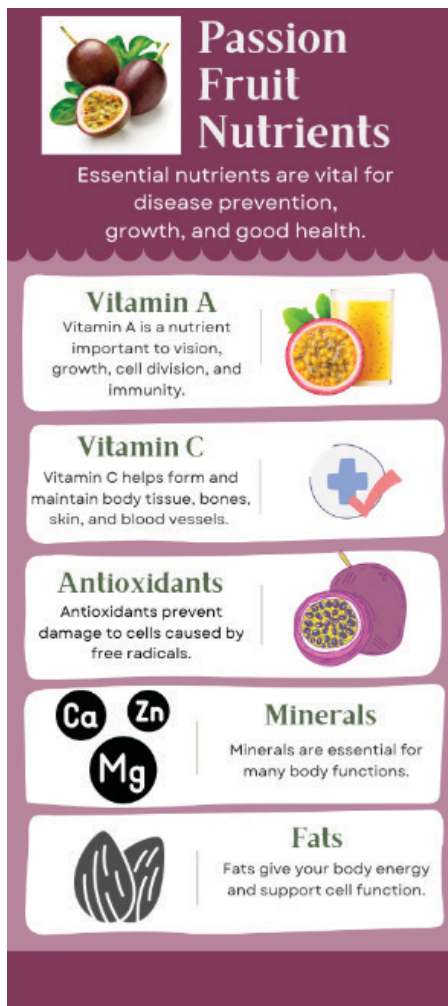 Passion
Fruit
Nutrients
Essential nutrients are vital for
disease prevention,
growth, and good health.
Vitamin A
Vitamin A is a nutrient
important to vision,
growth, cell division, and
immunity.
Vitamin C
Vitamin C helps form and
maintain body tissue, bones,
skin, and blood vessels.
Antioxidants
Antioxidants prevent
damage to cells caused by
free radicals.
Ca
Zn
Mg
Minerals
Minerals are essential for
many body functions.
Fats
Fats give your body energy
and support cell function.